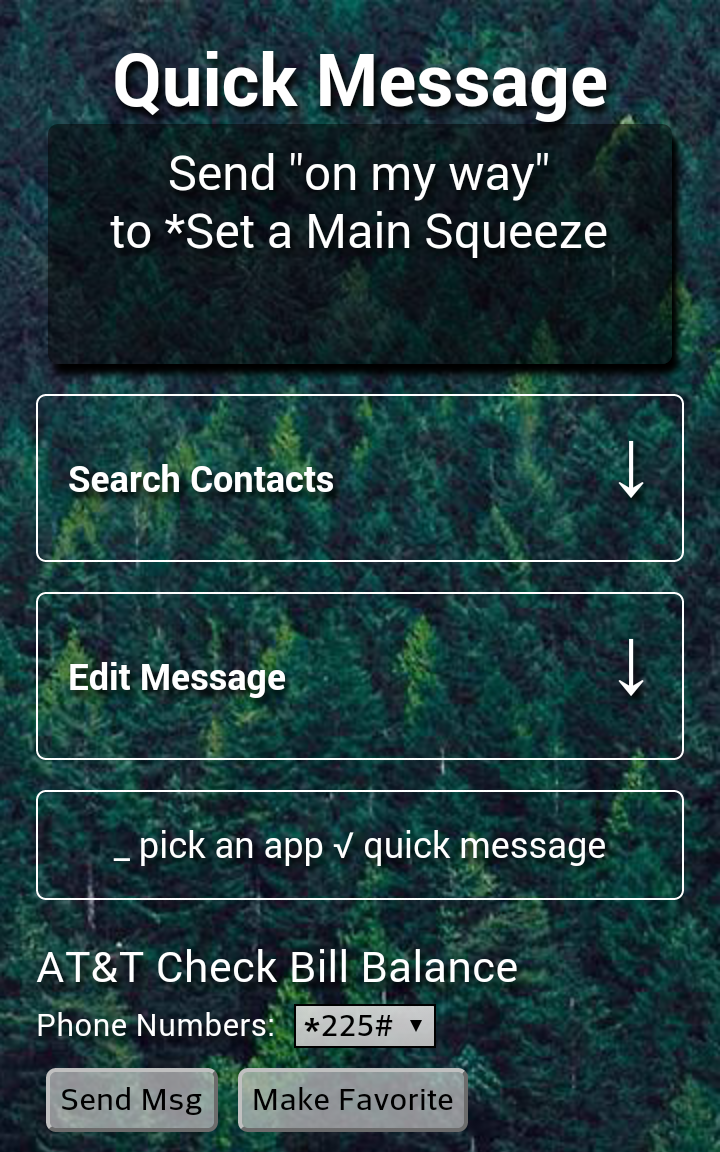 Quick Message
Send "on my way"
to *Set a Main Squeeze
Search Contacts ↓
Edit Message ↓
_ pick an app √ quick message
AT&T Check Bill Balance
Phone Numbers: *225# ▼
Send Msg Make Favorite